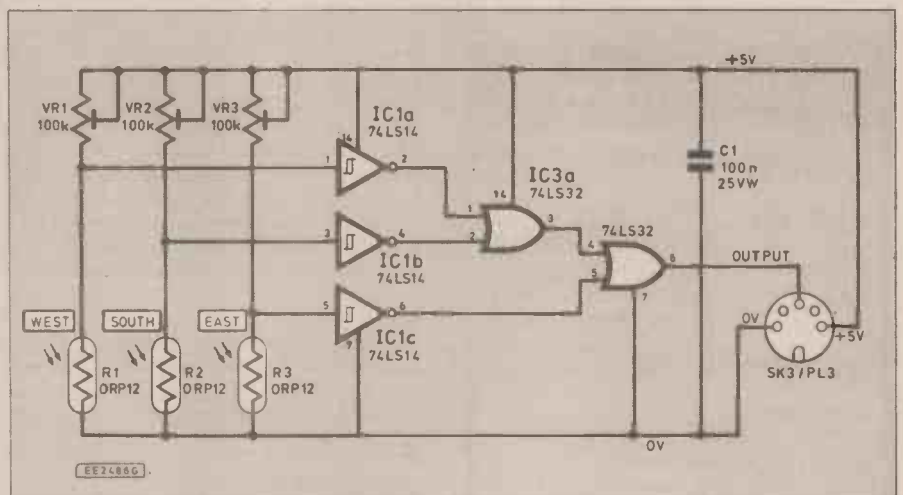 +5V
VR1
100k
VR2
100k
VR3
100k
IC1a
74LS14
14
1
2
IC3a
74LS32
14
1
2
3
C1
100n
25VW
3
4
IC1b
74LS14
74LS32
4
5
6
7
OUTPUT
WEST
SOUTH
EAST
5
6
IC1c
74LS14
7
0V
+5V
SK3/PL3
R1
ORP12
R2
ORP12
R3
ORP12
0V
EE2486G